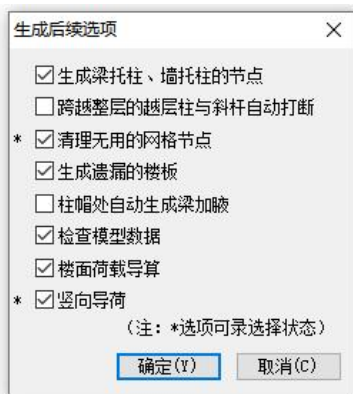 生成后续选项
生成梁托柱、墙托柱的节点
跨越整层的越层柱与斜杆自动打断
* 清理无用的网格节点
生成遗漏的楼板
柱帽处自动生成梁加腋
检查模型数据
楼面荷载导算
* 竖向导荷
(注: *选项可录选择状态)
确定(Y) 取消(C)